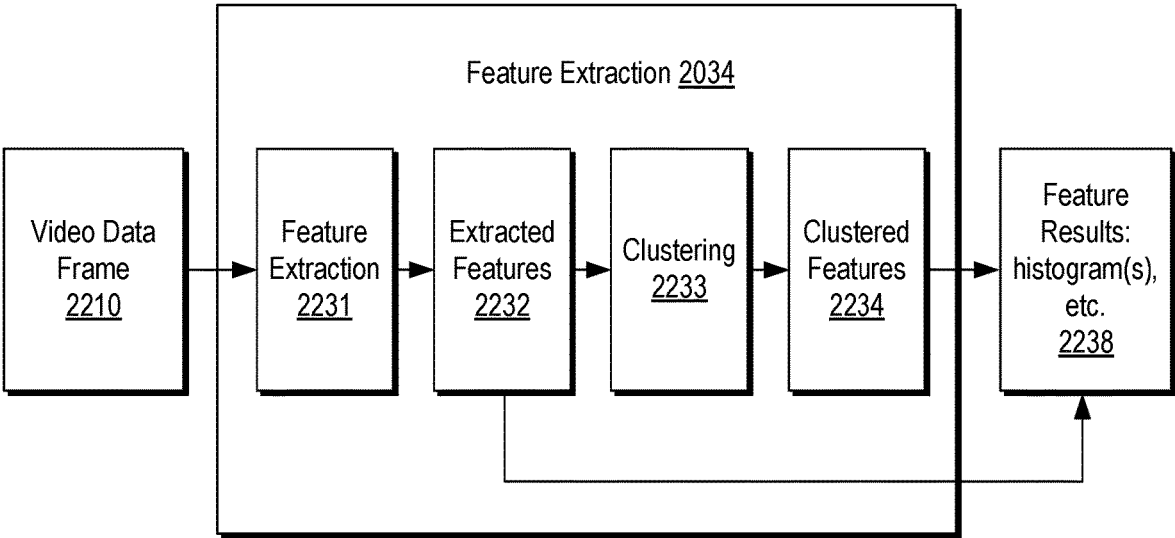 Feature Extraction 2034
Video Data
Frame
2210
Feature
Extraction
2231
Extracted
Features
2232
Clustering
2233
Clustered
Features
2234
Feature
Results:
histogram(s),
etc.
2238